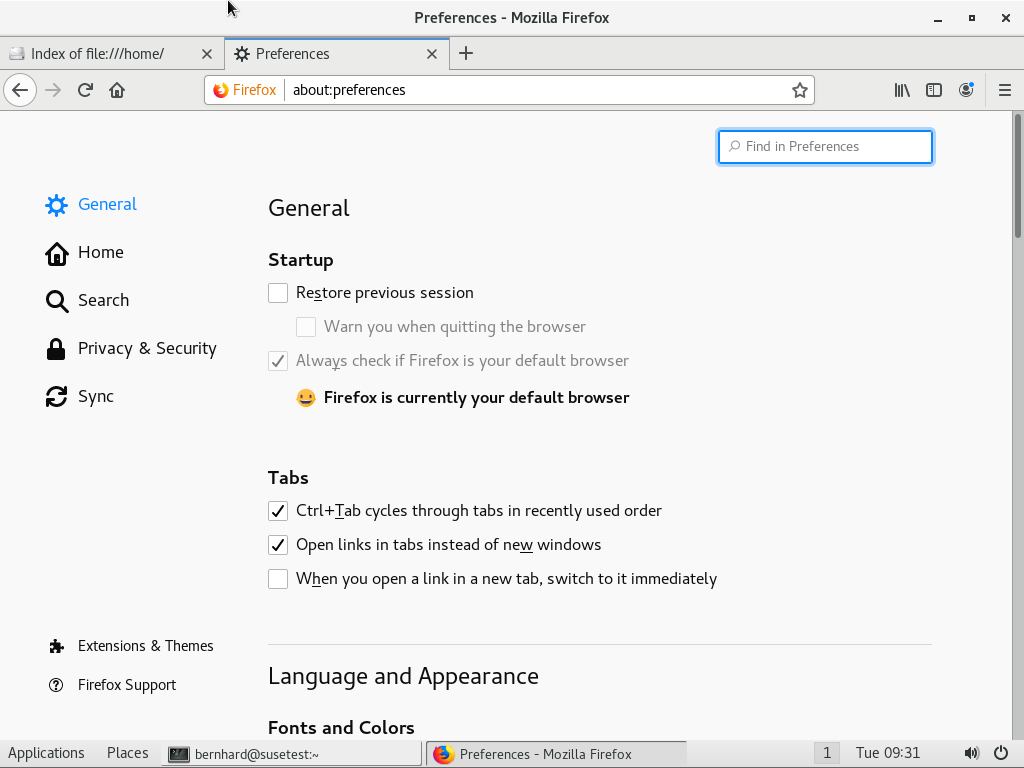 Preferences - Mozilla Firefox
Index of file:///home/
Preferences
Firefox
about:preferences
Find in Preferences
General
Home
Search
Privacy & Security
Sync
Extensions & Themes
Firefox Support
General
Startup
Restore previous session
Warn you when quitting the browser
Always check if Firefox is your default browser
Firefox is currently your default browser
Tabs
Ctrl+Tab cycles through tabs in recently used order
Open links in tabs instead of new windows
When you open a link in a new tab, switch to it immediately
Language and Appearance
Fonts and Colors
Applications
Places
bernhard@susetest:~
Preferences - Mozilla Firefox
1
Tue 09:31